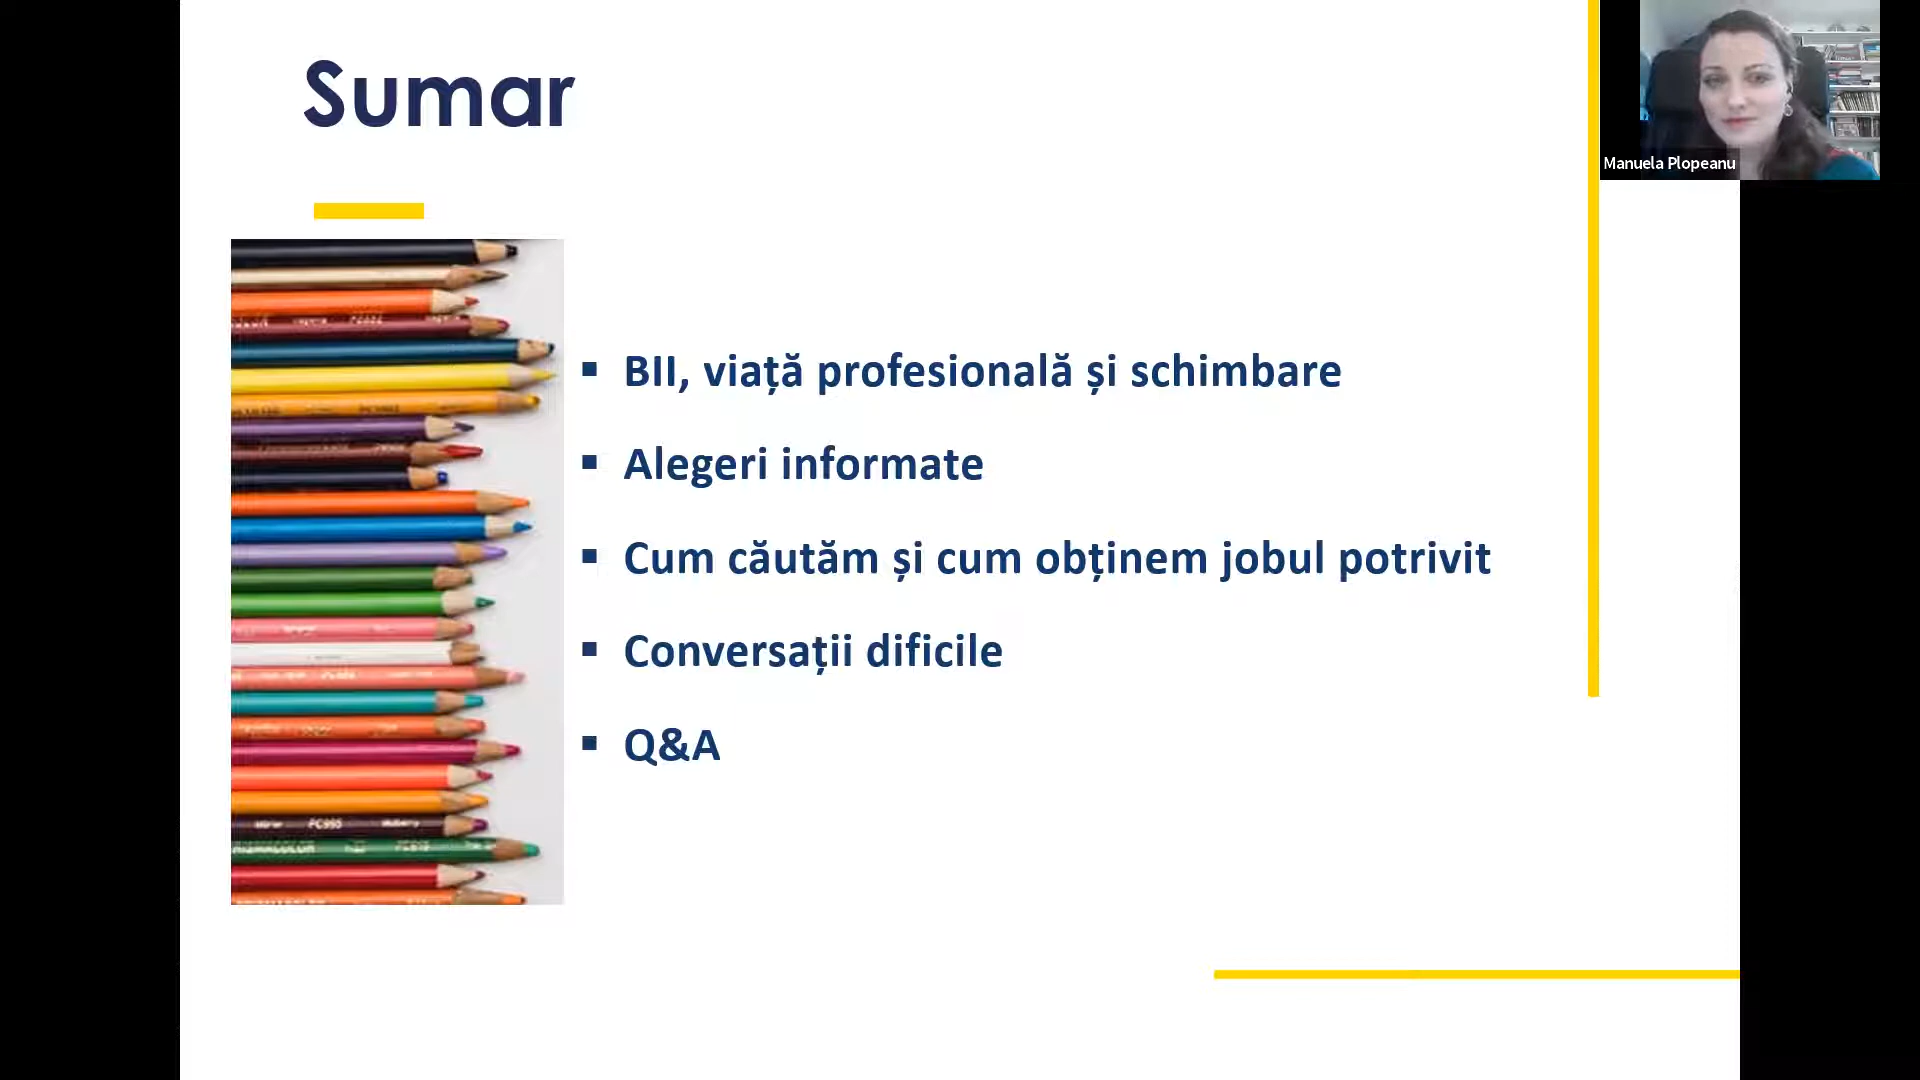 Sumar
Manuela Plopeanu
BII, viață profesională și schimbare
Alegeri informate
Cum căutăm și cum obținem jobul potrivit
Conversații dificile
Q&A